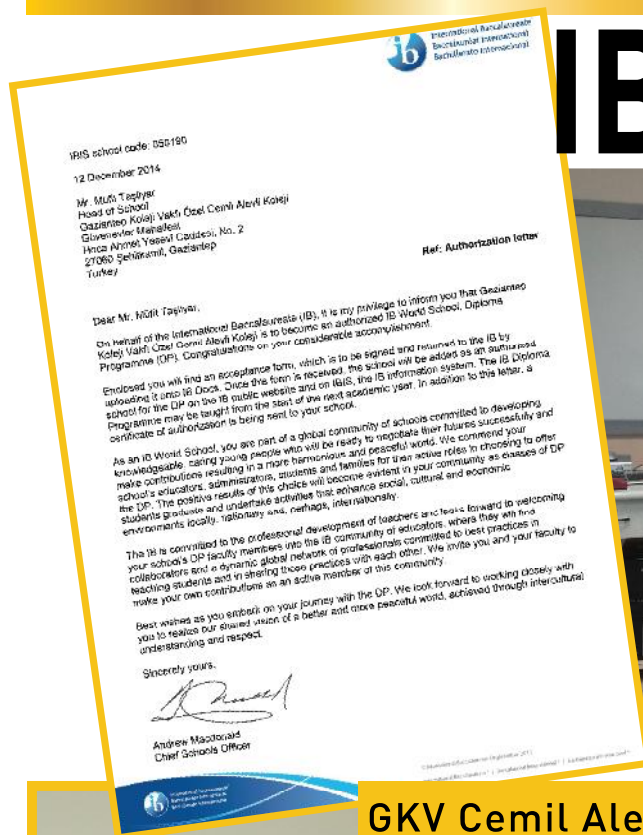 International Baccalaureate
Baccalauréat International
Bachillerato Internacional
IB
IBIS school code:
12 December 2014
Mr. Müfit Taşlıyar
Head of School
Gaziantep Koleji Vakfı Özel Cemil Alevli Koleji
Güvenevler Mahallesi
Hoca Ahmet Yesevi Caddesi, No. 2
27060 Şehitkamil, Gaziantep
Turkey
Ref: Authorization letter
Dear Mr. Müfit Taşlıyar,
On behalf of the International Baccalaureate (IB), it is my privilege to inform you that Gaziantep
Koleji Vakfı Özel Cemil Alevli Koleji is to become an authorized IB World School, Diploma
Programme (DP). Congratulations on your considerable accomplishment.
Enclosed you will find an acceptance form, which is to be signed and returned to the IB by
uploading it onto IB Docs. Once this form is received, the school will be added as an authorized
school for the DP on the IB public website and on IBIS, the IB information system. The IB Diploma
Programme may be taught from the start of the next academic year. In addition to this letter, a
certificate of authorization is being sent to your school.
As an IB World School, you are part of a global community of schools committed to developing
knowledgeable, caring young people who will be ready to negotiate their futures successfully and
make contributions resulting in a more harmonious and peaceful world. We commend your
school's educators, administrators, students and families for their active roles in choosing to offer
the DP. The positive results of this choice will become evident in your community as classes of DP
students graduate and undertake activities that enhance social, cultural and economic
environments locally, nationally and, perhaps, internationally.
The IB is committed to the professional development of teachers and looks forward to welcoming
your school's DP faculty members into the IB community of educators, where they will find
collaborators and a dynamic global network of professionals committed to best practices in
teaching students and in sharing those practices with each other. We invite you and your faculty to
make your own contributions as an active member of this community.
Best wishes as you embark on your journey with the DP. We look forward to working closely with
you to realize our shared vision of a better and more peaceful world, achieved through intercultural
understanding and respect.
Sincerely yours,
Andrew Macdonald
Chief Schools Officer
GKV Cemil Ale